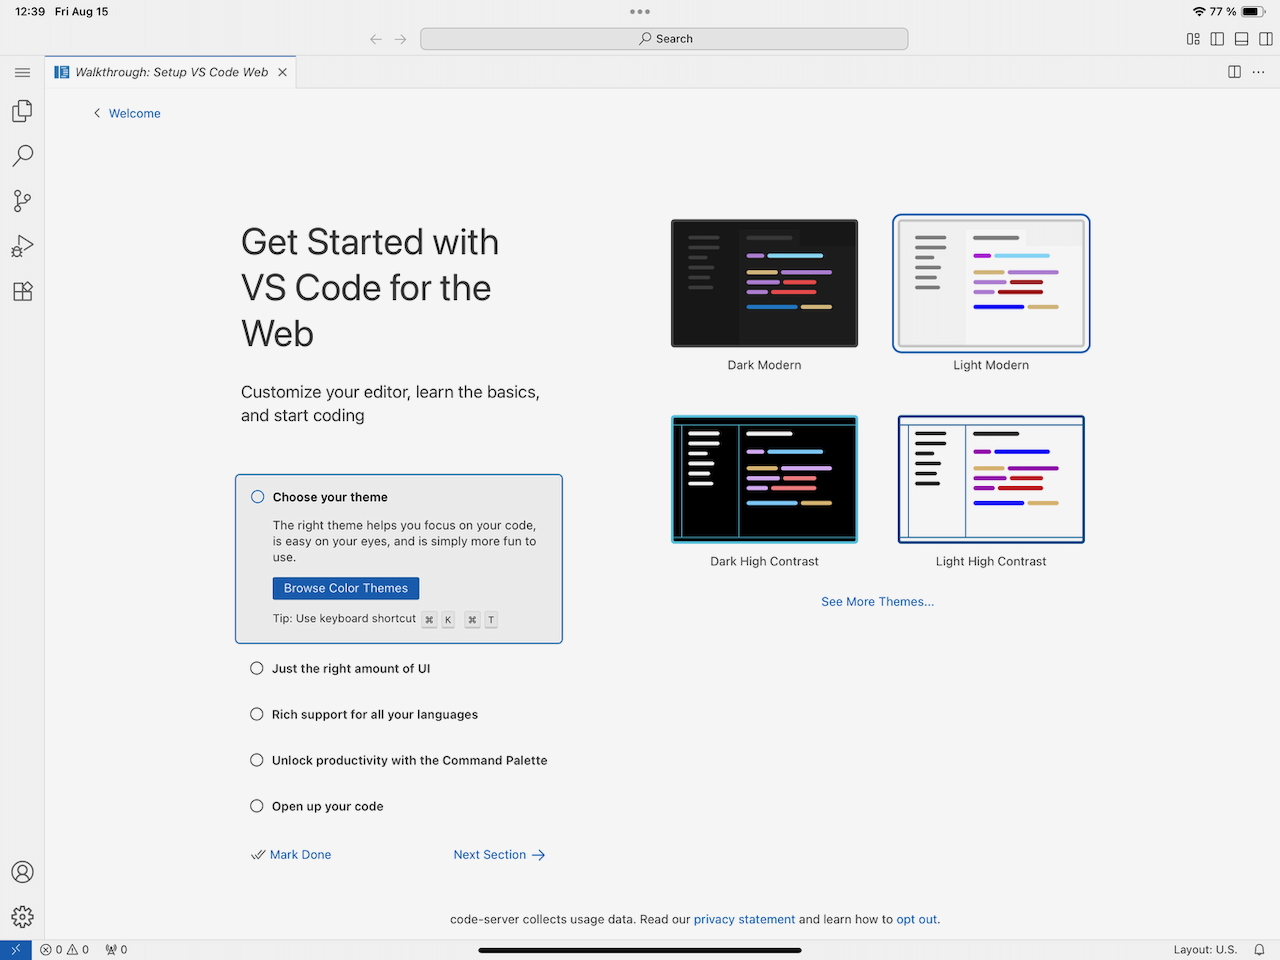 12:39 Fri Aug 15
77 %
Search
Walkthrough: Setup VS Code Web
Welcome
Get Started with
VS Code for the
Web
Customize your editor, learn the basics,
and start coding
Choose your theme
The right theme helps you focus on your code,
is easy on your eyes, and is simply more fun to
use.
Browse Color Themes
Tip: Use keyboard shortcut ⌘ K ⌘ T
Just the right amount of UI
Rich support for all your languages
Unlock productivity with the Command Palette
Open up your code
Mark Done
Next Section
Dark Modern
Light Modern
Dark High Contrast
Light High Contrast
See More Themes...
code-server collects usage data. Read our privacy statement and learn how to opt out.
0 0 0
Layout: U.S.